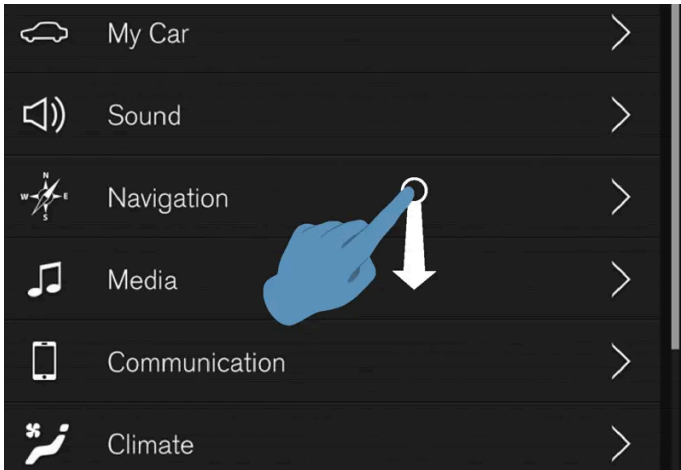 My Car
Sound
N
W E
S
Navigation
Media
Communication
Climate